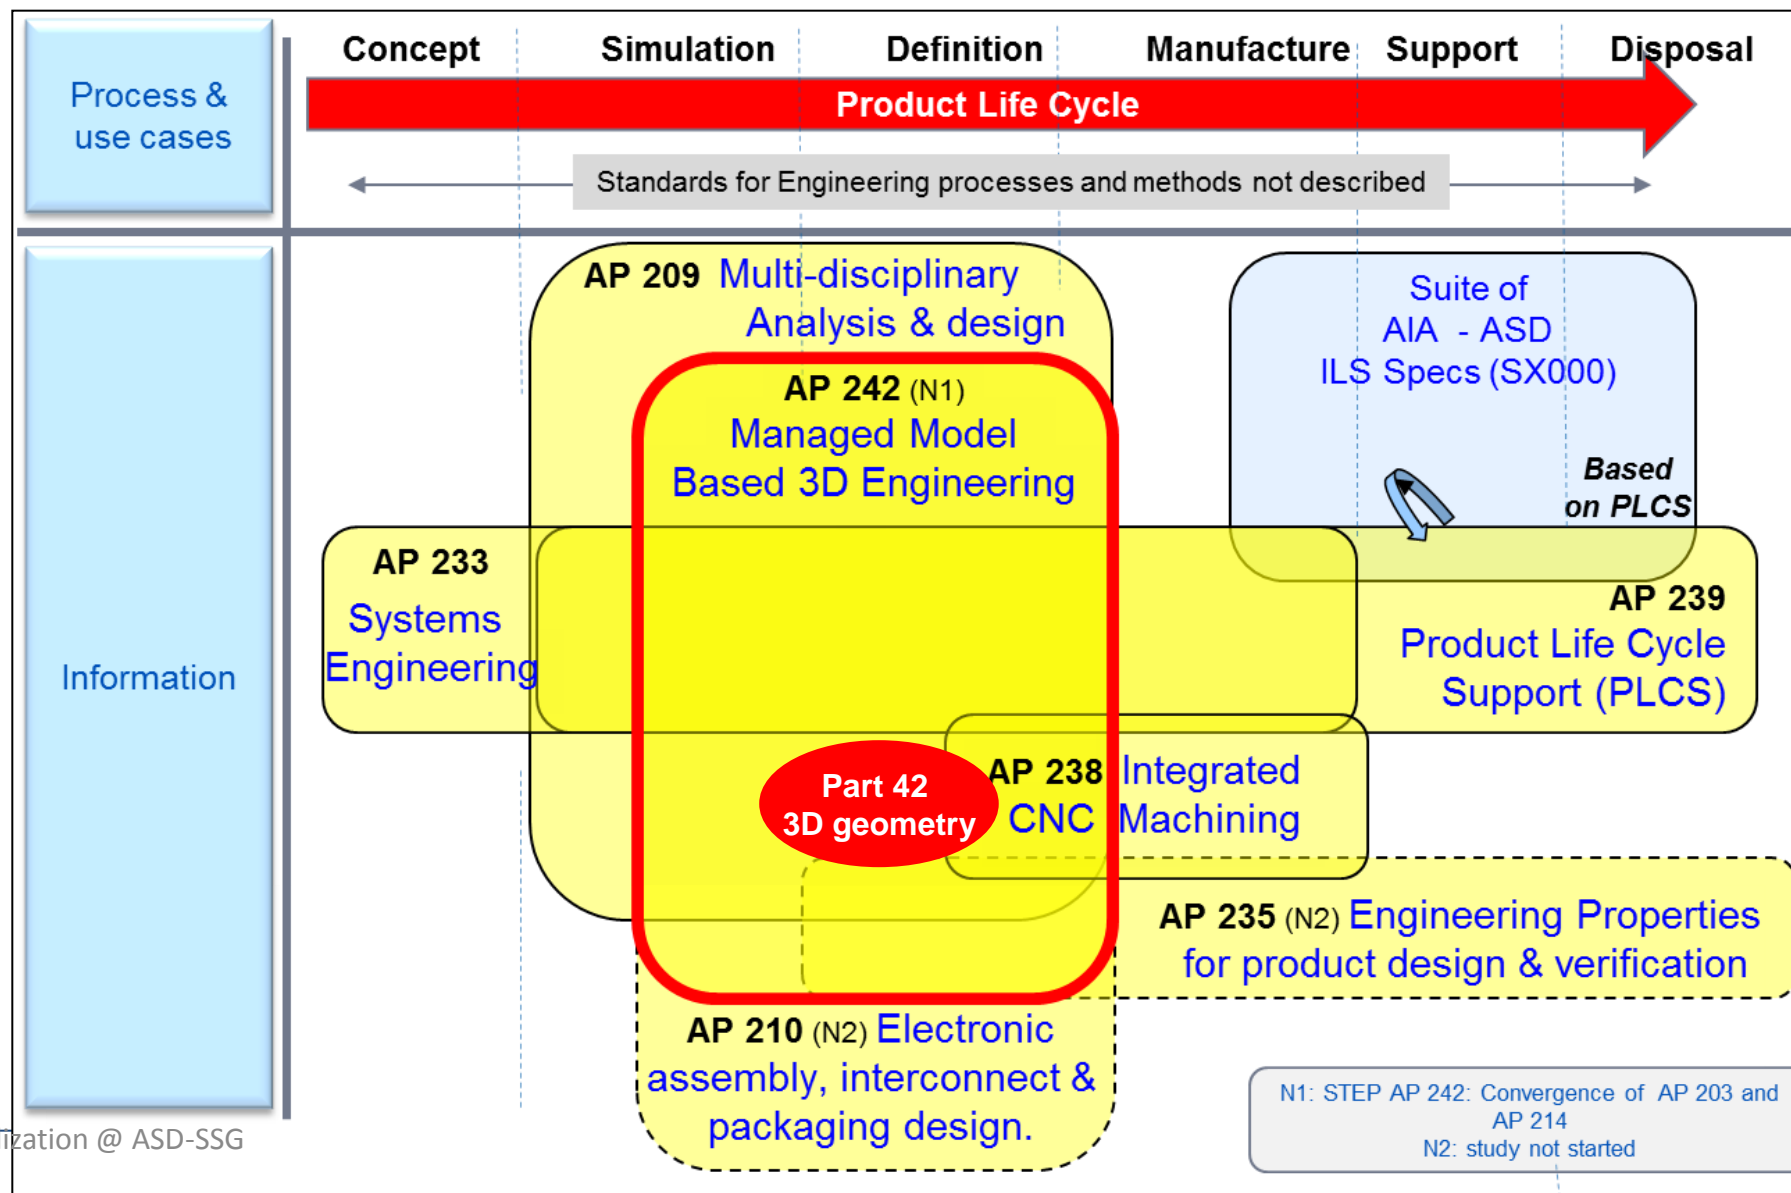 Process &
use cases
Concept Simulation Definition Manufacture Support Disposal
Product Life Cycle
Standards for Engineering processes and methods not described
Information
AP 209 Multi-disciplinary
Analysis & design
AP 242 (N1)
Managed Model
Based 3D Engineering
Suite of
AIA - ASD
ILS Specs (SX000)
Based
on PLCS
AP 233
Systems
Engineering
AP 239
Product Life Cycle
Support (PLCS)
Part 42
3D geometry
AP 238 Integrated
CNC Machining
AP 235 (N2) Engineering Properties
for product design & verification
AP 210 (N2) Electronic
assembly, interconnect &
packaging design.
N1: STEP AP 242: Convergence of AP 203 and
AP 214
N2: study not started
ization @ ASD-SSG